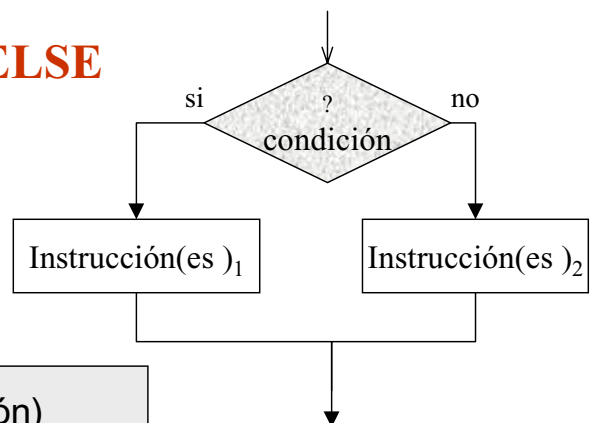 ELSE
si
?
no
condición
Instrucción(es )₁
Instrucción(es )₂
ón)